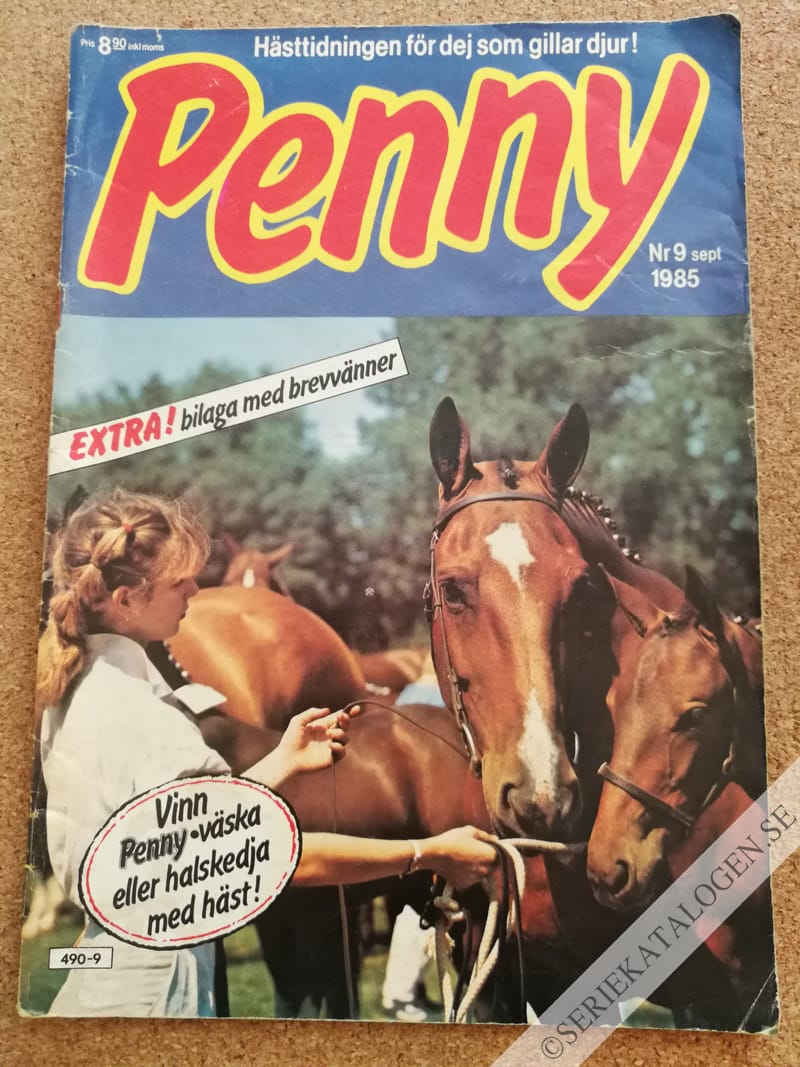 Pris 8 90 inkl moms
Hästtidningen för dej som gillar djur!
Penny
Nr 9 sept
1985
EXTRA! bilaga med brevvänner
Vinn
Penny-väska
eller halskedja
med häst!
490-9
©SERIEKATALOGEN.SE